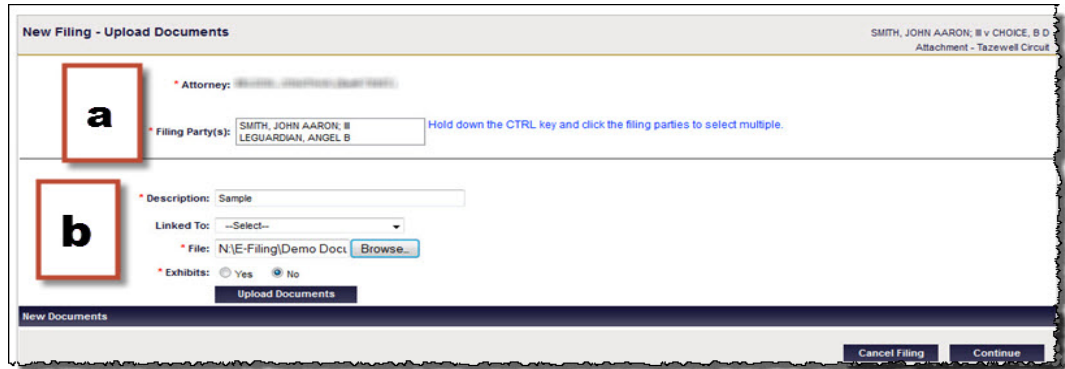 New Filing - Upload Documents
SMITH, JOHN AARON; III v CHOICE, B D
Attachment - Tazewell Circuit
a
* Attorney:
* Filing Party(s):
SMITH, JOHN AARON; III
LEGUARDIAN, ANGEL B
Hold down the CTRL key and click the filing parties to select multiple.
b
* Description: Sample
Linked To: --Select--
* File: N:\E-Filing\Demo Docu Browse...
* Exhibits: Yes No
Upload Documents
New Documents
Cancel Filing Continue